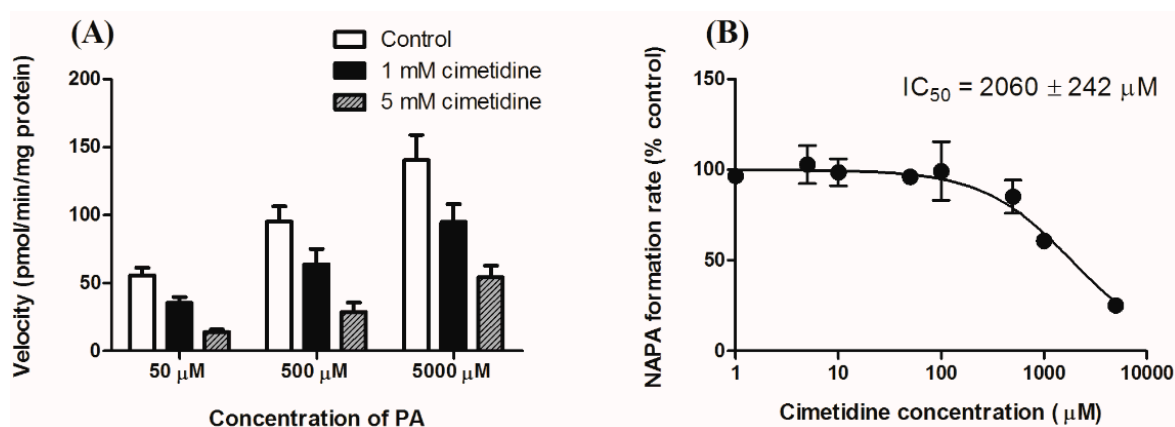 (A)
Control
1 mM cimetidine
5 mM cimetidine
Velocity (pmol/min/mg protein)
200
150
100
50
0
50 μM
500 μM
5000 μM
Concentration of PA
(B)
IC50 = 2060 ± 242 μM
NAPA formation rate (% control)
150
100
50
0
1
10
100
1000
10000
Cimetidine concentration ( μM)